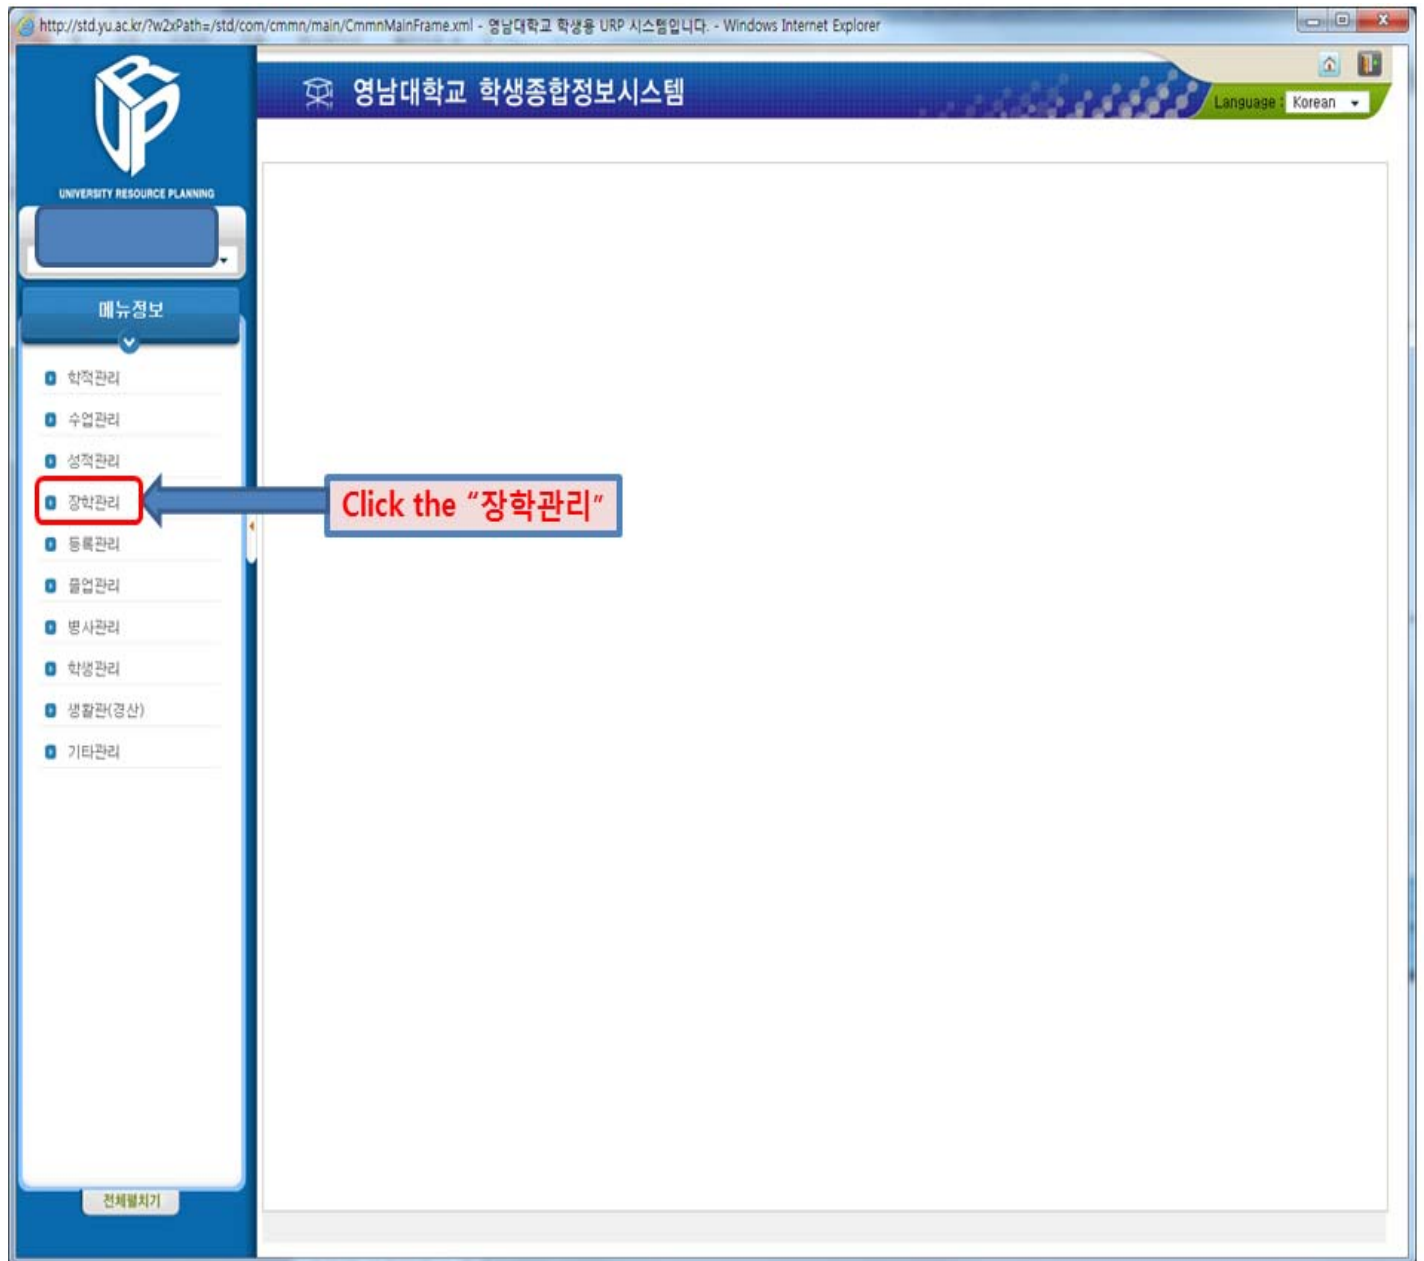 http://std.yu.ac.kr/?w2xPath=/std/com/cmmn/main/CmmnMainFrame.xml - 영남대학교 학생용 URP 시스템입니다. - Windows Internet Explorer
URP
UNIVERSITY RESOURCE PLANNING
영남대학교 학생종합정보시스템
Language : Korean
메뉴정보
학적관리
수업관리
성적관리
장학관리
Click the “장학관리”
등록관리
졸업관리
병사관리
학생관리
생활관(경산)
기타관리
전체펼치기